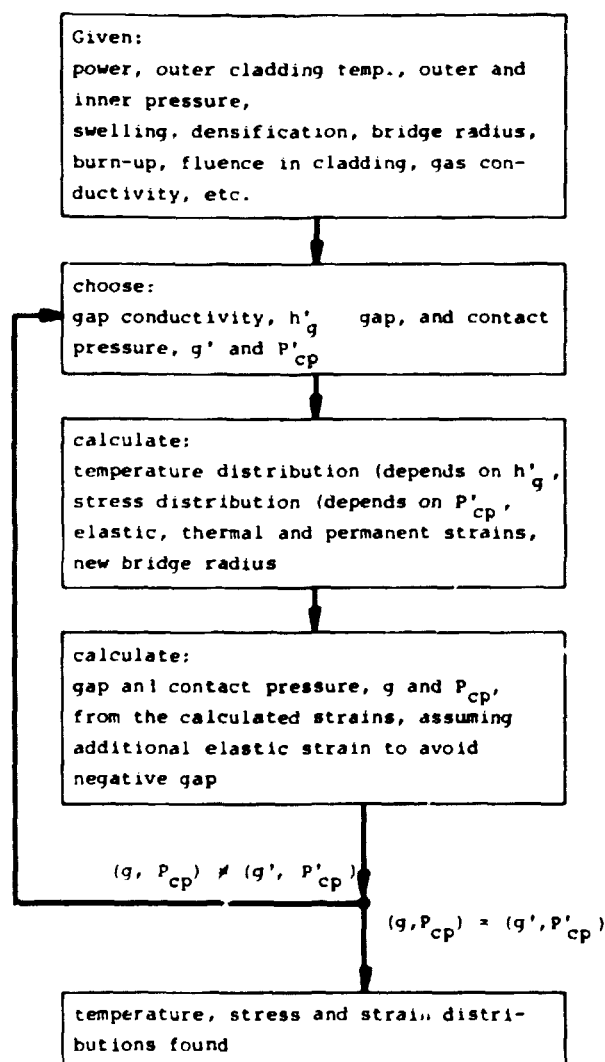 Given:
power, outer cladding temp., outer and
inner pressure,
swelling, densification, bridge radius,
burn-up, fluence in cladding, gas con-
ductivity, etc.
choose:
gap conductivity, h'g gap, and contact
pressure, g' and P'cp
calculate:
temperature distribution (depends on h'g,
stress distribution (depends on P'cp,
elastic, thermal and permanent strains,
new bridge radius
calculate:
gap and contact pressure, g and Pcp,
from the calculated strains, assuming
additional elastic strain to avoid
negative gap
(g, Pcp) ≠ (g', P'cp)
(g,Pcp) = (g',P'cp)
temperature, stress and strain distri-
butions found